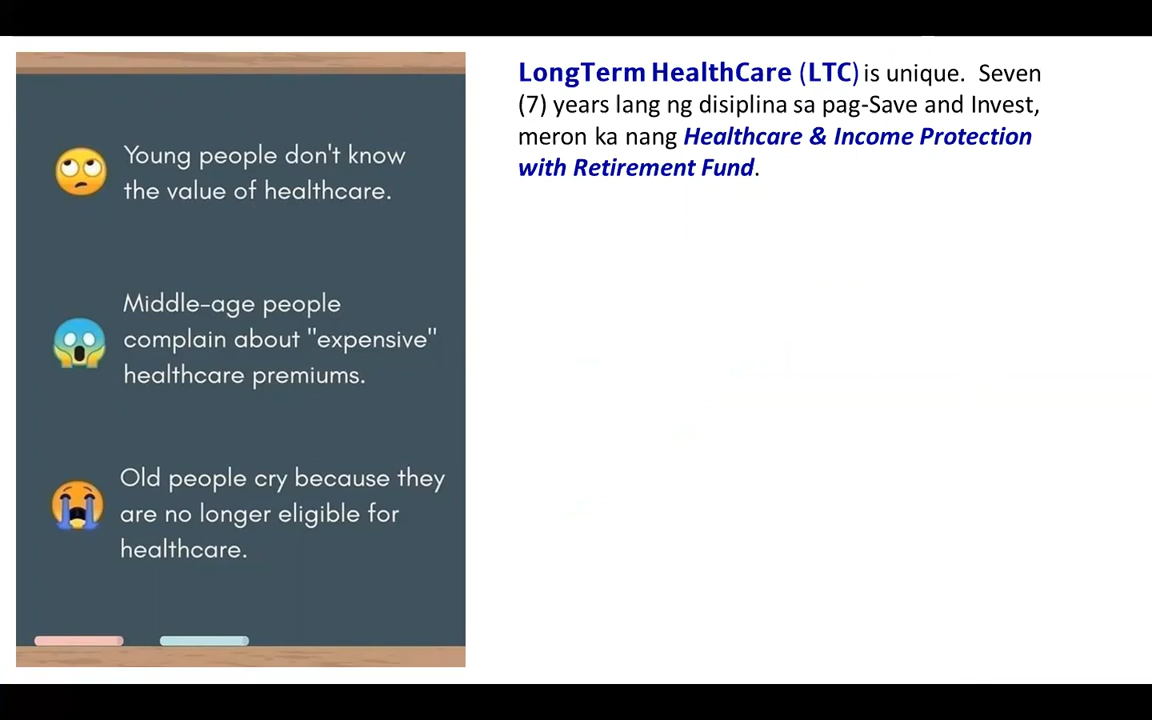 Young people don't know
the value of healthcare.
Middle-age people
complain about "expensive"
healthcare premiums.
Old people cry because they
are no longer eligible for
healthcare.
LongTerm HealthCare (LTC) is unique.  Seven
(7) years lang ng disiplina sa pag-Save and Invest,
meron ka nang Healthcare & Income Protection
with Retirement Fund.